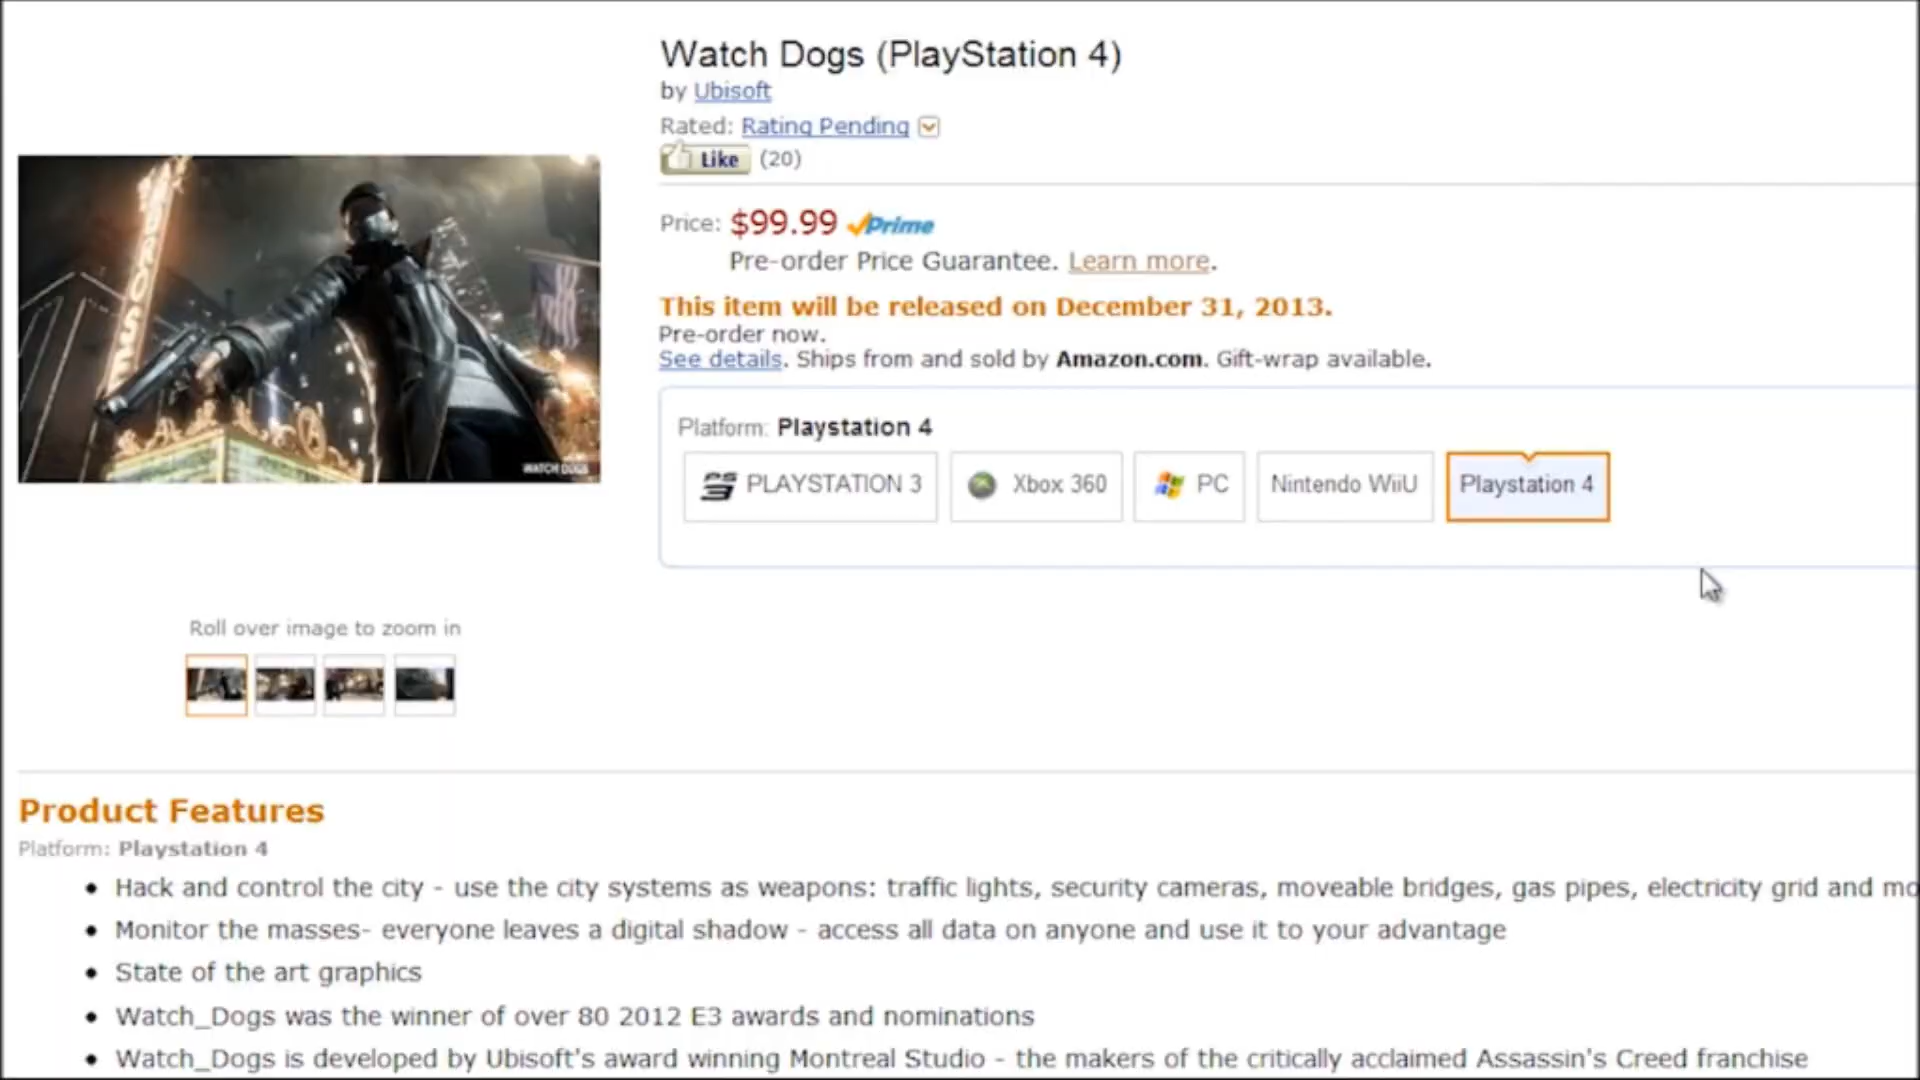 Watch Dogs (PlayStation 4)
by Ubisoft
Rated: Rating Pending
Like (20)
Price: $99.99 Prime
Pre-order Price Guarantee. Learn more.
This item will be released on December 31, 2013.
Pre-order now.
See details. Ships from and sold by Amazon.com. Gift-wrap available.
Platform: Playstation 4
PS3 PLAYSTATION 3 Xbox 360 PC Nintendo WiiU Playstation 4
WATCH DOGS
Roll over image to zoom in
Product Features
Platform: Playstation 4
Hack and control the city - use the city systems as weapons: traffic lights, security cameras, moveable bridges, gas pipes, electricity grid and mo
Monitor the masses- everyone leaves a digital shadow - access all data on anyone and use it to your advantage
State of the art graphics
Watch_Dogs was the winner of over 80 2012 E3 awards and nominations
Watch_Dogs is developed by Ubisoft's award winning Montreal Studio - the makers of the critically acclaimed Assassin's Creed franchise